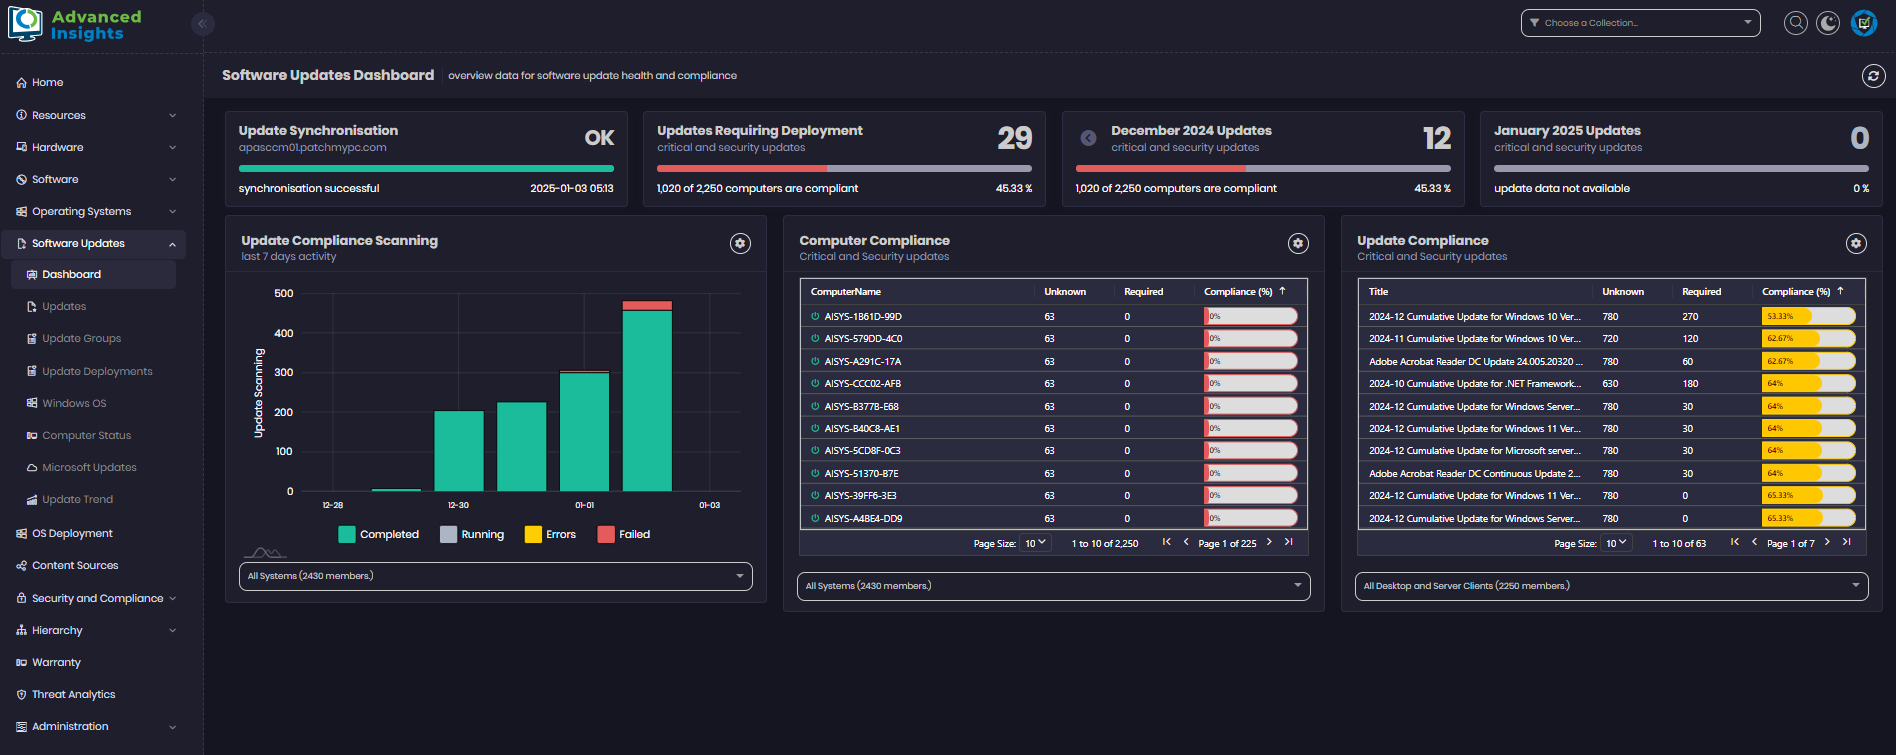 Advanced
Insights
Choose a Collection...
Home
Resources
Hardware
Software
Operating Systems
Software Updates
Dashboard
Updates
Update Groups
Update Deployments
Windows OS
Computer Status
Microsoft Updates
Update Trend
OS Deployment
Content Sources
Security and Compliance
Hierarchy
Warranty
Threat Analytics
Administration
Software Updates Dashboard overview data for software update health and compliance
Update Synchronisation OK
apasccm01.patchmypc.com
synchronisation successful 2025-01-03 05:13
Updates Requiring Deployment 29
critical and security updates
1,020 of 2,250 computers are compliant 45.33 %
December 2024 Updates 12
critical and security updates
1,020 of 2,250 computers are compliant 45.33 %
January 2025 Updates 0
critical and security updates
update data not available 0 %
Update Compliance Scanning
last 7 days activity
Update Scanning
500
400
300
200
100
0
12-28 12-30 01-01 01-03
Completed Running Errors Failed
All Systems (2430 members.)
Computer Compliance
Critical and Security updates
ComputerName Unknown Required Compliance (%)
AISYS-1B61D-99D 63 0 0%
AISYS-579DD-4C0 63 0 0%
AISYS-A291C-17A 63 0 0%
AISYS-CCC02-AFB 63 0 0%
AISYS-B377B-E68 63 0 0%
AISYS-B40C8-AE1 63 0 0%
AISYS-5CD8F-0C3 63 0 0%
AISYS-51370-B7E 63 0 0%
AISYS-39FF6-3E3 63 0 0%
AISYS-A4BE4-DD9 63 0 0%
Page Size: 10 1 to 10 of 2,250 Page 1 of 225
All Systems (2430 members.)
Update Compliance
Critical and Security updates
Title Unknown Required Compliance (%)
2024-12 Cumulative Update for Windows 10 Ver... 780 270 53.33%
2024-11 Cumulative Update for Windows 10 Ver... 720 120 62.67%
Adobe Acrobat Reader DC Update 24.005.20320 ... 780 60 62.67%
2024-10 Cumulative Update for .NET Framework... 630 180 64%
2024-12 Cumulative Update for Windows Server... 780 30 64%
2024-12 Cumulative Update for Windows 11 Ver... 780 30 64%
2024-12 Cumulative Update for Microsoft server... 780 30 64%
Adobe Acrobat Reader DC Continuous Update 2... 780 30 64%
2024-12 Cumulative Update for Windows 11 Ver... 780 0 65.33%
2024-12 Cumulative Update for Windows Server... 780 0 65.33%
Page Size: 10 1 to 10 of 63 Page 1 of 7
All Desktop and Server Clients (2250 members.)